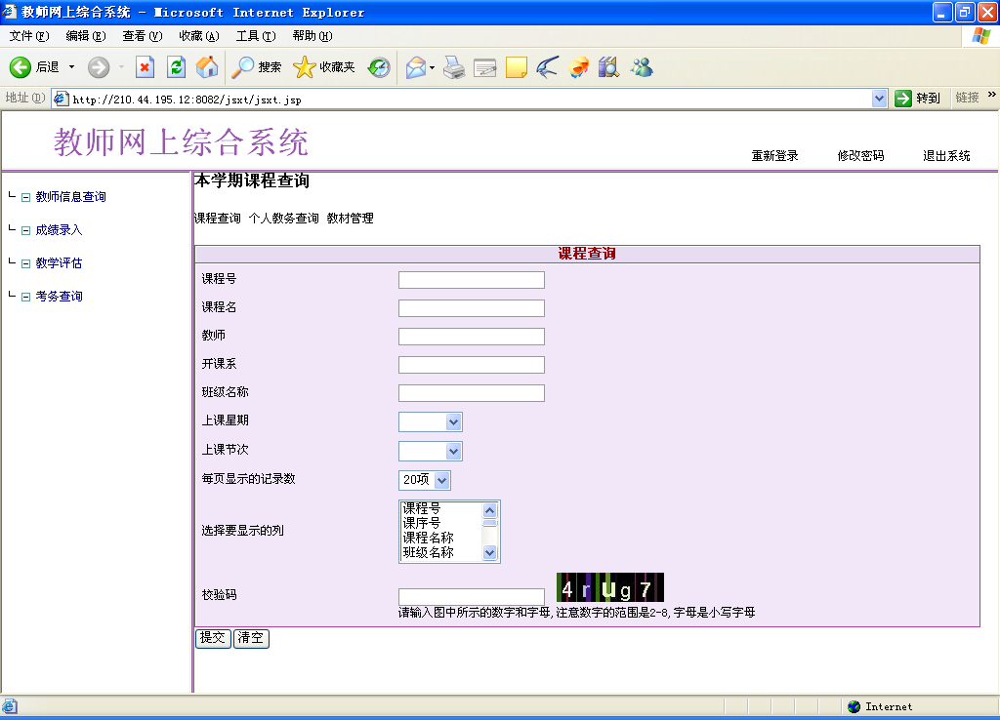 教师网上综合系统 - Microsoft Internet Explorer
文件(F) 编辑(E) 查看(V) 收藏(A) 工具(T) 帮助(H)
后退 搜索 收藏夹
地址(D) http://210.44.195.12:8082/jsxt/jsxt.jsp 转到 链接 »
教师网上综合系统
重新登录 修改密码 退出系统
教师信息查询
成绩录入
教学评估
考务查询
本学期课程查询
课程查询 个人教务查询 教材管理
课程查询
课程号
课程名
教师
开课系
班级名称
上课星期
上课节次
每页显示的记录数 20项
选择要显示的列
课程号
课序号
课程名称
班级名称
校验码 4rug7
请输入图中所示的数字和字母,注意数字的范围是2-8,字母是小写字母
提交 清空
Internet